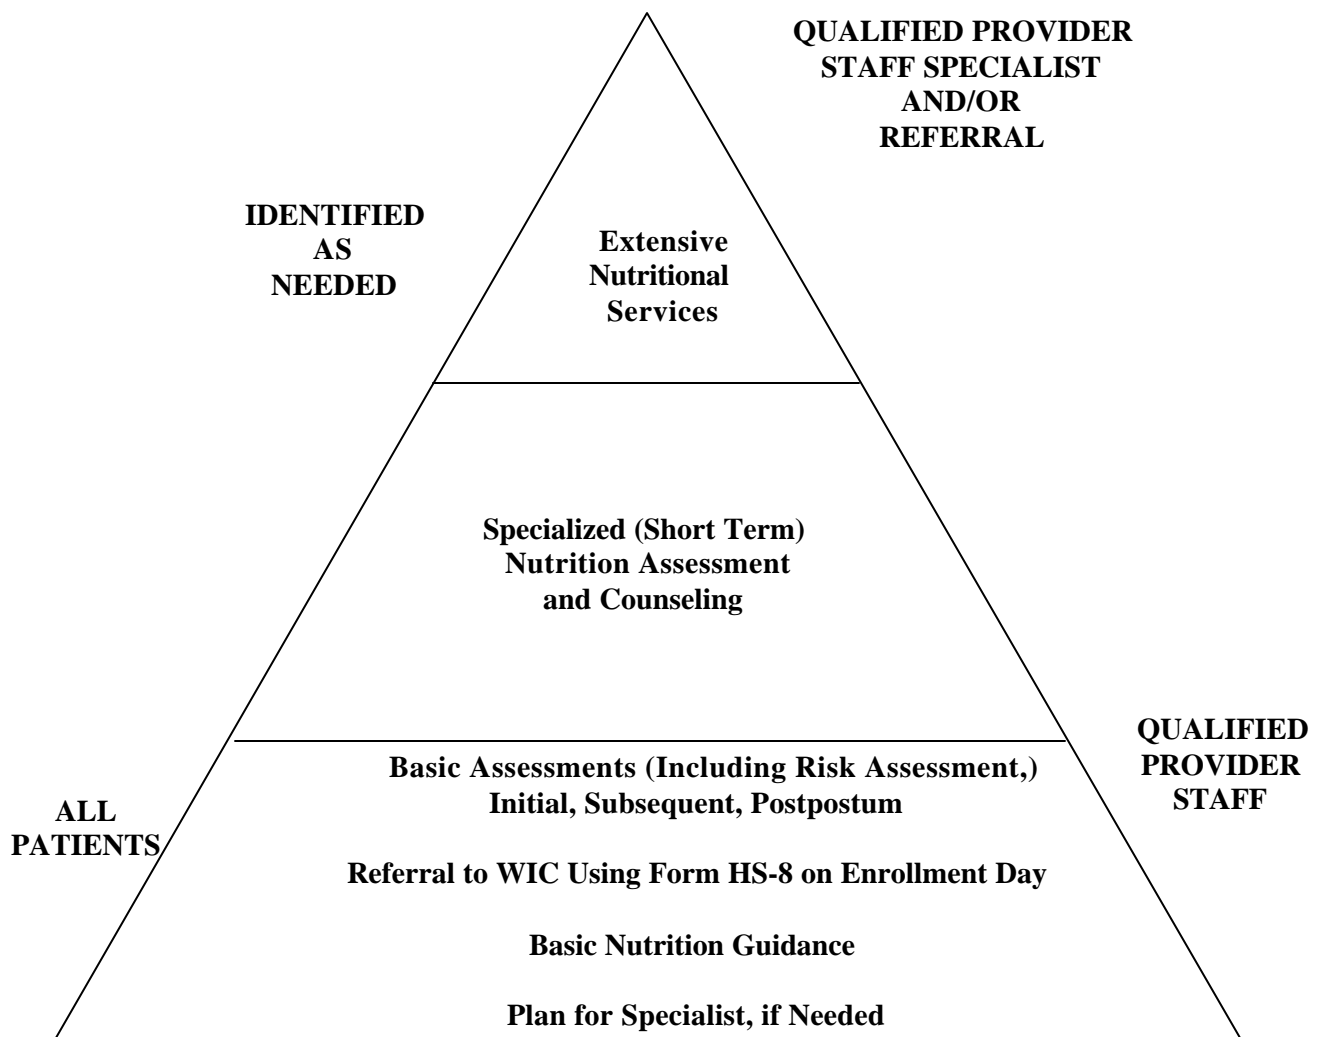 QUALIFIED PROVIDER
STAFF SPECIALIST
AND/OR
REFERRAL
IDENTIFIED
AS
NEEDED
Extensive
Nutritional
Services
Specialized (Short Term)
Nutrition Assessment
and Counseling
QUALIFIED
PROVIDER
STAFF
ALL
PATIENTS
Basic Assessments (Including Risk Assessment,)
Initial, Subsequent, Postpostum
Referral to WIC Using Form HS-8 on Enrollment Day
Basic Nutrition Guidance
Plan for Specialist, if Needed